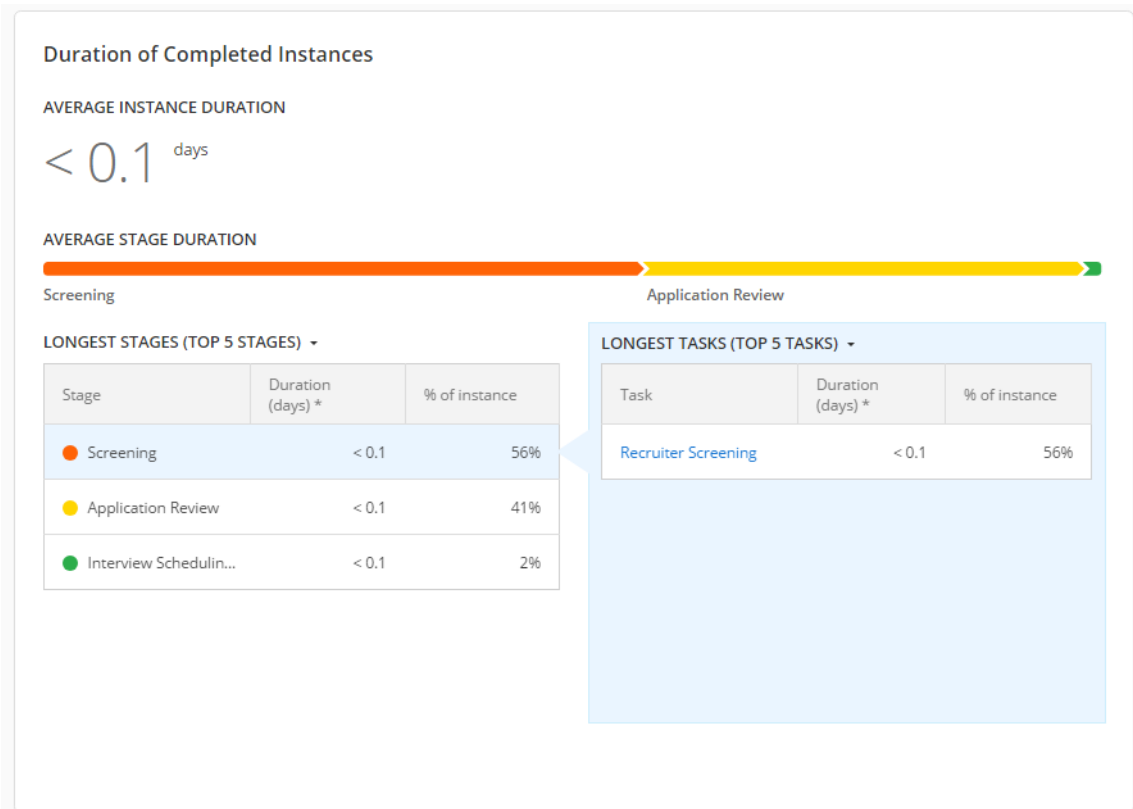 Duration of Completed Instances
AVERAGE INSTANCE DURATION
< 0.1 days
AVERAGE STAGE DURATION
Screening Application Review
LONGEST STAGES (TOP 5 STAGES)
Stage Duration (days) * % of instance
Screening < 0.1 56%
Application Review < 0.1 41%
Interview Schedulin... < 0.1 2%
LONGEST TASKS (TOP 5 TASKS)
Task Duration (days) * % of instance
Recruiter Screening < 0.1 56%